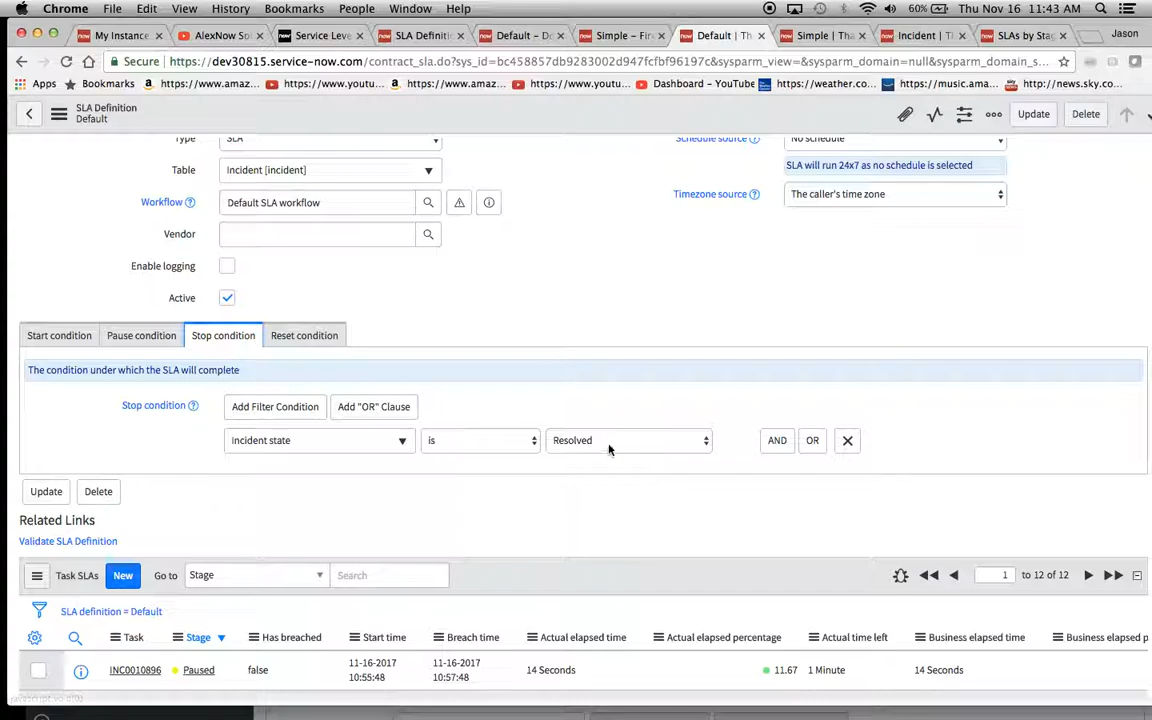 Chrome File Edit View History Bookmarks People Window Help 60% Thu Nov 16 11:43 AM
My Instance YouTube AlexNow So Service Leve SLA Definiti Default – Do Simple – Fir Default | Th Simple | Tha Incident | Th SLAs by Stag Jason
Secure https://dev30815.service-now.com/contract_sla.do?sys_id=bc458857db9283002d947fcfbf96197c&sysparm_view=&sysparm_domain=null&sysparm_domain_s...
Apps Bookmarks http://www.amaz... https://www.youtu... http://www.amaz... https://www.youtu... Dashboard – YouTube https://weather.co... https://music.ama... http://news.sky.co...
SLA Definition
Default
Update Delete
Type SLA Schedule source No schedule
Table Incident [incident] SLA will run 24x7 as no schedule is selected
Workflow Default SLA workflow Timezone source The caller's time zone
Vendor
Enable logging
Active
Start condition Pause condition Stop condition Reset condition
The condition under which the SLA will complete
Stop condition Add Filter Condition Add "OR" Clause
Incident state is Resolved AND OR
Update Delete
Related Links
Validate SLA Definition
Task SLAs New Go to Stage Search 1 to 12 of 12
SLA definition = Default
Task Stage Has breached Start time Breach time Actual elapsed time Actual elapsed percentage Actual time left Business elapsed time Business elapsed p
INC0010896 Paused false 11-16-2017 10:55:48 11-16-2017 10:57:48 14 Seconds 11.67 1 Minute 14 Seconds